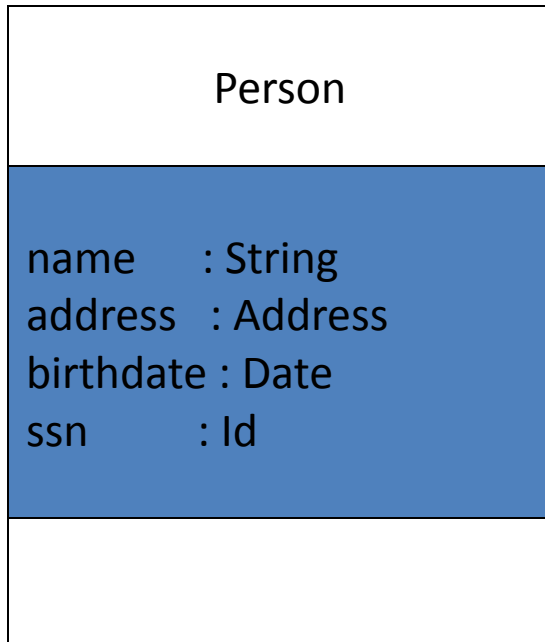 Person
name : String
address : Address
birthdate : Date
ssn : Id